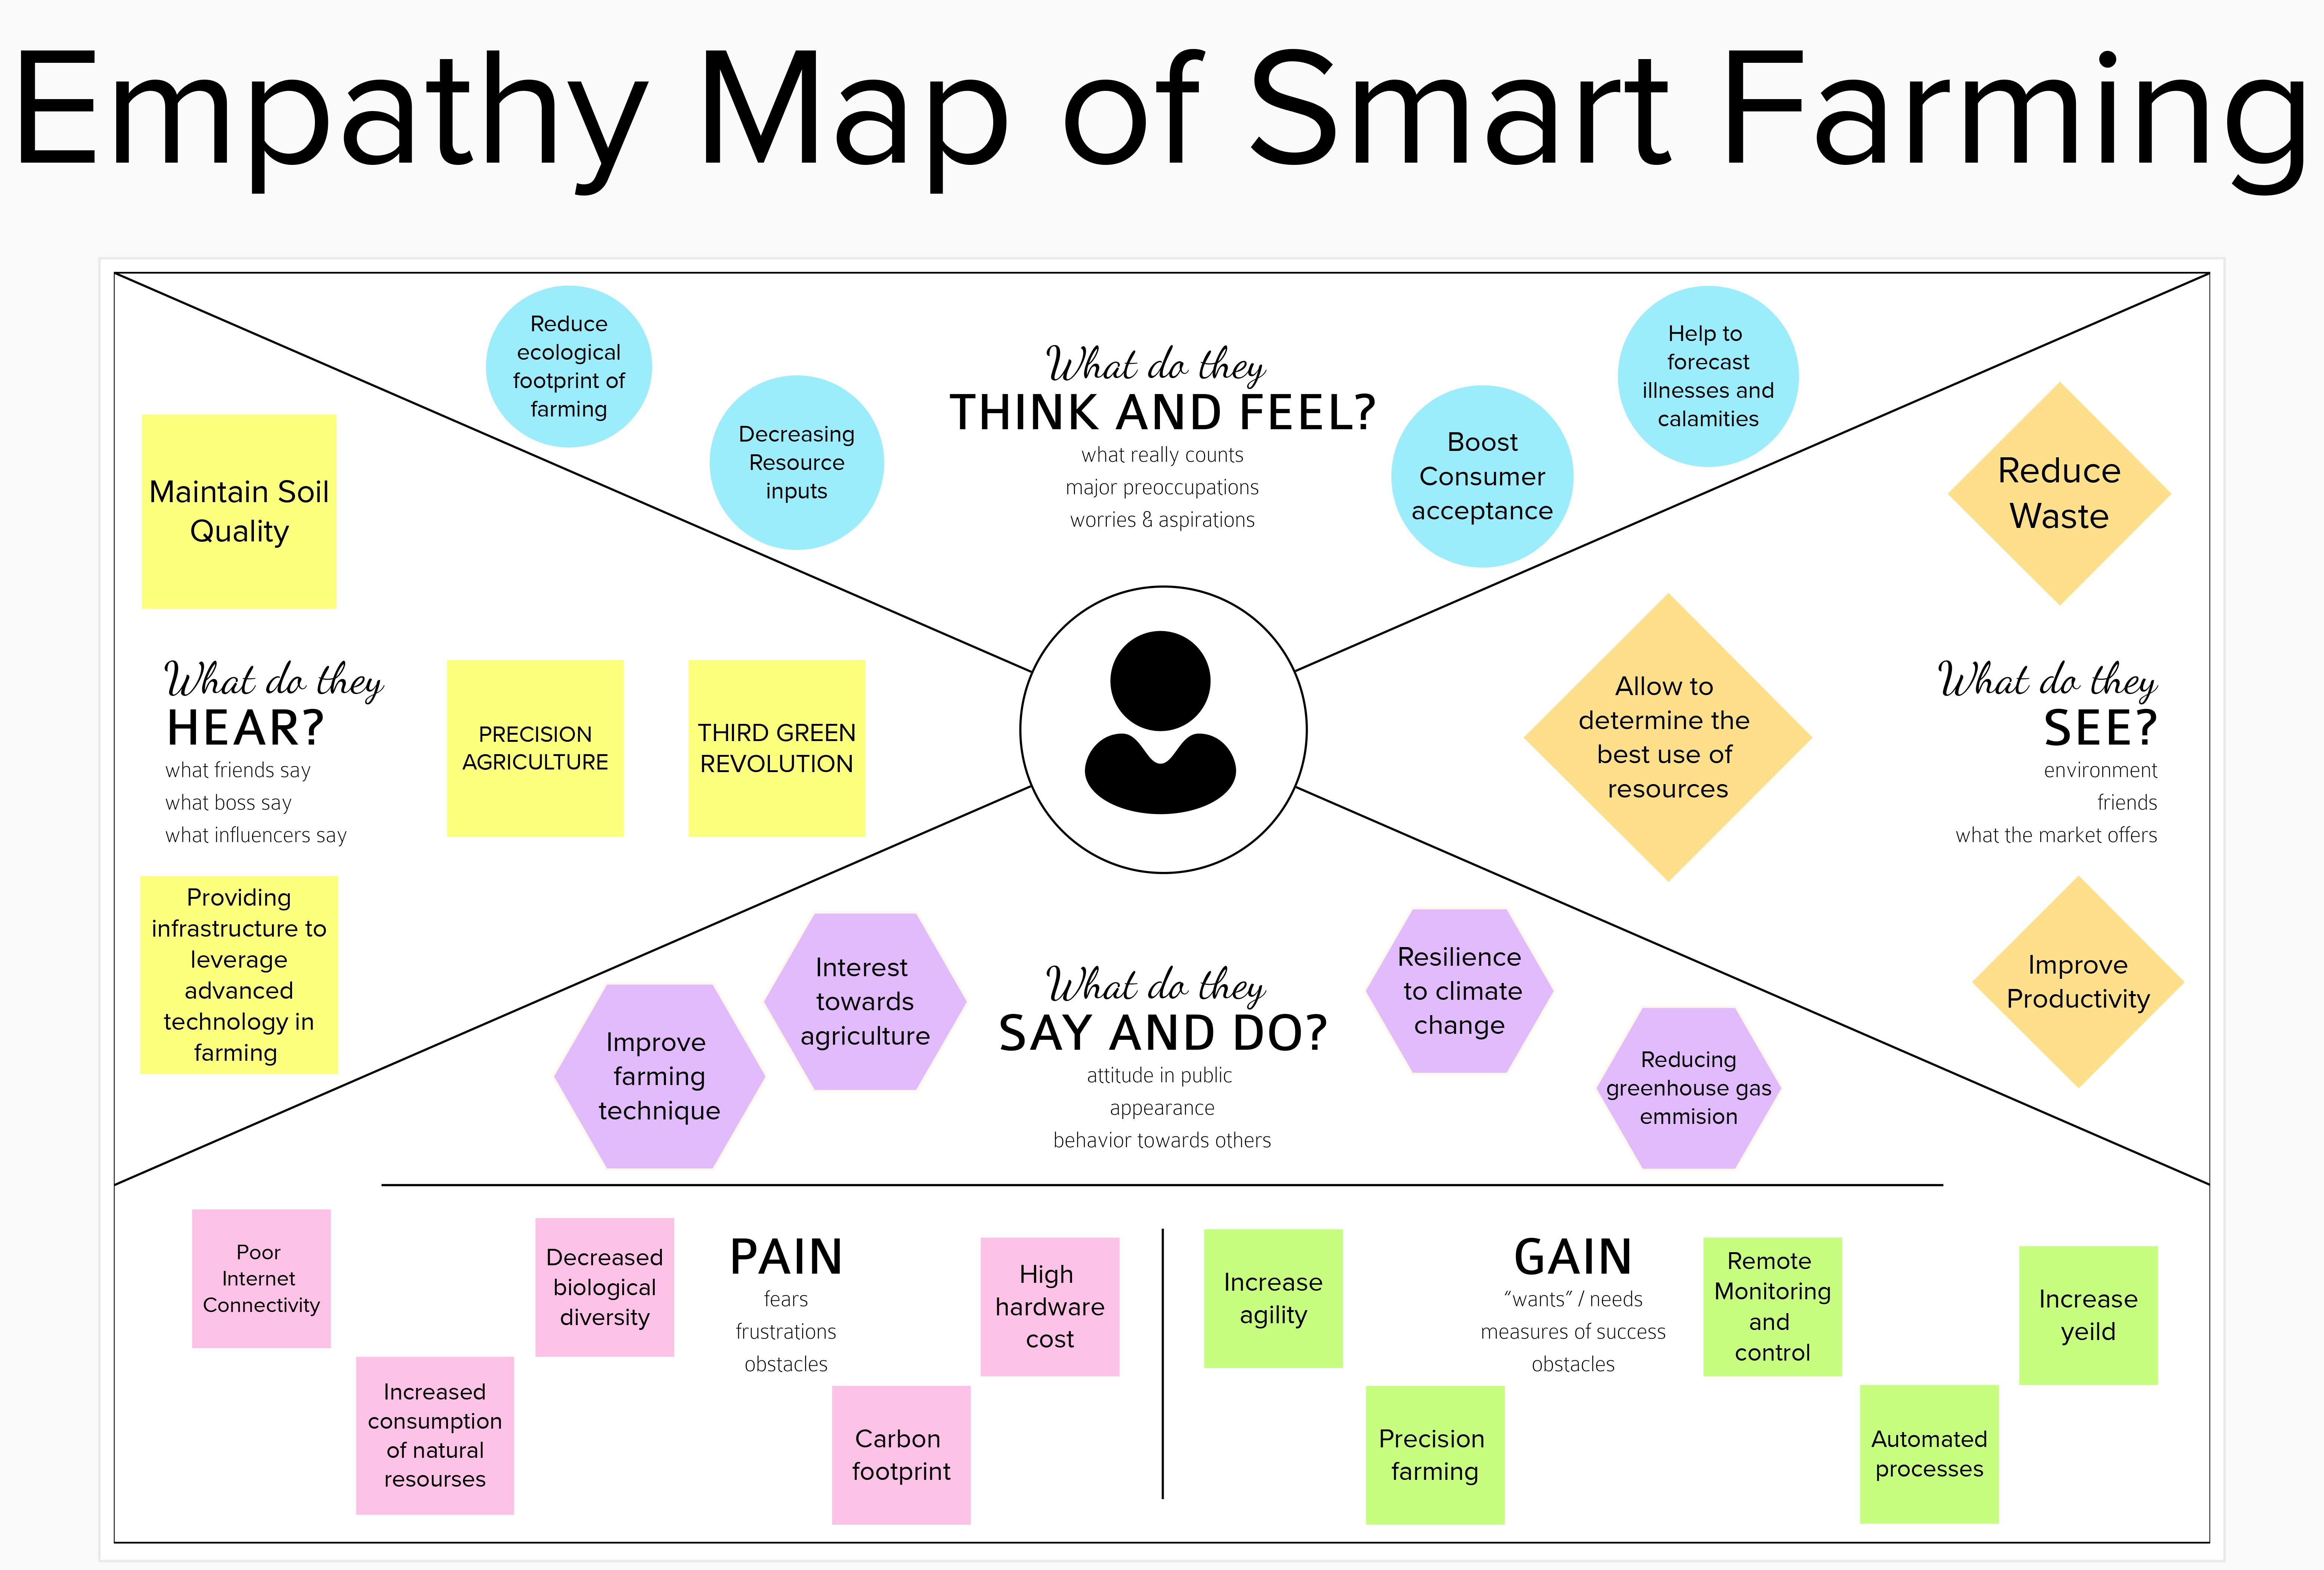 Empathy Map of Smart Farming
Reduce
ecological
footprint of
farming
Decreasing
Resource
inputs
What do they
THINK AND FEEL?
what really counts
major preoccupations
worries & aspirations
Boost
Consumer
acceptance
Help to
forecast
illnesses and
calamities
Maintain Soil
Quality
What do they
HEAR?
what friends say
what boss say
what influencers say
PRECISION
AGRICULTURE
THIRD GREEN
REVOLUTION
Providing
infrastructure to
leverage
advanced
technology in
farming
Reduce
Waste
Allow to
determine the
best use of
resources
What do they
SEE?
environment
friends
what the market offers
Improve
Productivity
Improve
farming
technique
Interest
towards
agriculture
What do they
SAY AND DO?
attitude in public
appearance
behavior towards others
Resilience
to climate
change
Reducing
greenhouse gas
emmision
Poor
Internet
Connectivity
Increased
consumption
of natural
resourses
Decreased
biological
diversity
PAIN
fears
frustrations
obstacles
Carbon
footprint
High
hardware
cost
Increase
agility
Precision
farming
GAIN
“wants” / needs
measures of success
obstacles
Remote
Monitoring
and
control
Automated
processes
Increase
yeild